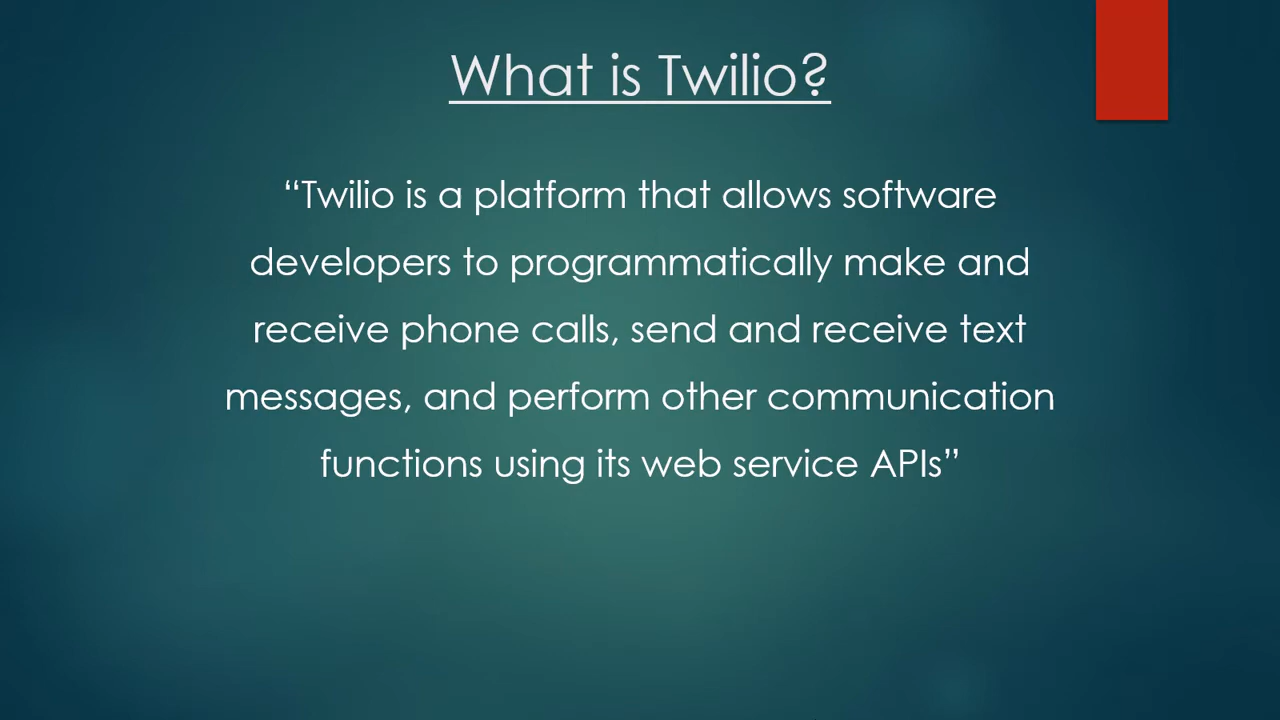 What is Twilio?
“Twilio is a platform that allows software
developers to programmatically make and
receive phone calls, send and receive text
messages, and perform other communication
functions using its web service APIs”